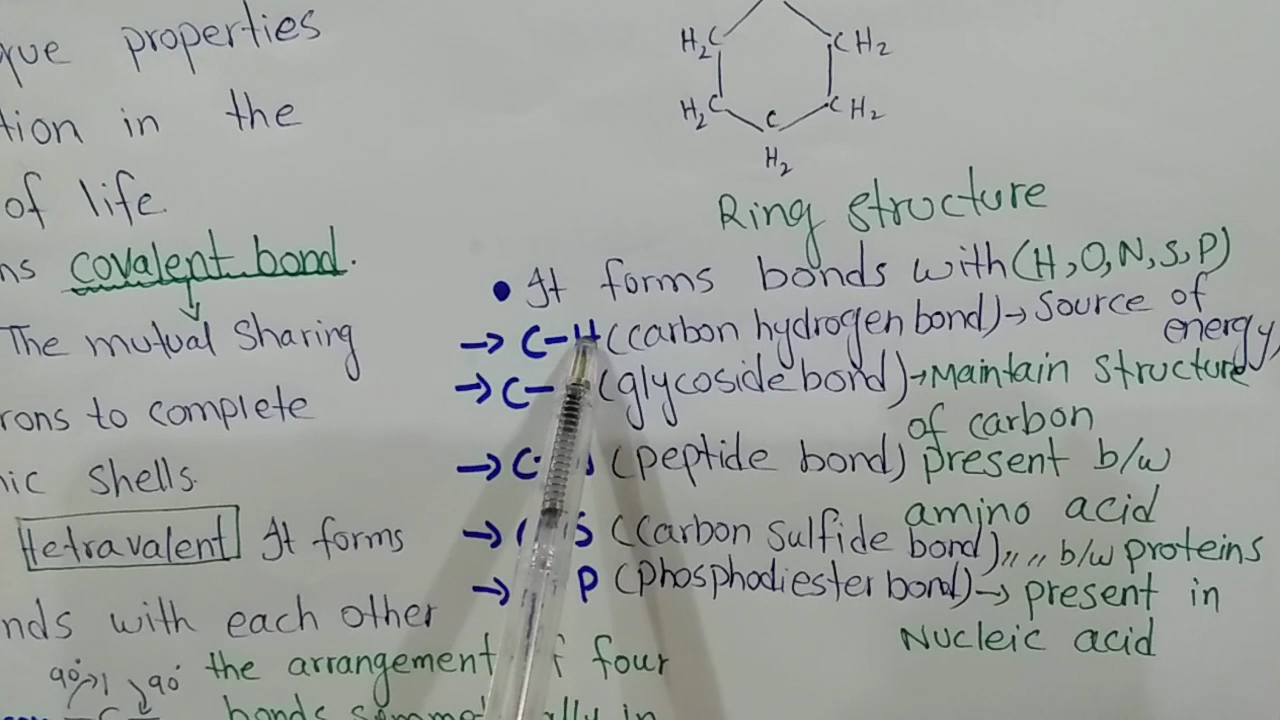 que properties
tion in the
of life.
ns covalent bond.
The mutual sharing
rons to complete
ic shells.
Tetravalent It forms
nds with each other
90° 90° the arrangement f four
C bonds
H2C CH2
H2C CH2
C
H2
Ring structure
• It forms bonds with (H,O,N,S,P)
→ C-H (carbon hydrogen bond) → source of
energy
→ C- (glycoside bond) → Maintain structure
of carbon
→ C (peptide bond) present b/w
amino acid
→ S (Carbon sulfide bond) ,, ,, b/w proteins
→ P (phosphodiester bond) → present in
Nucleic acid